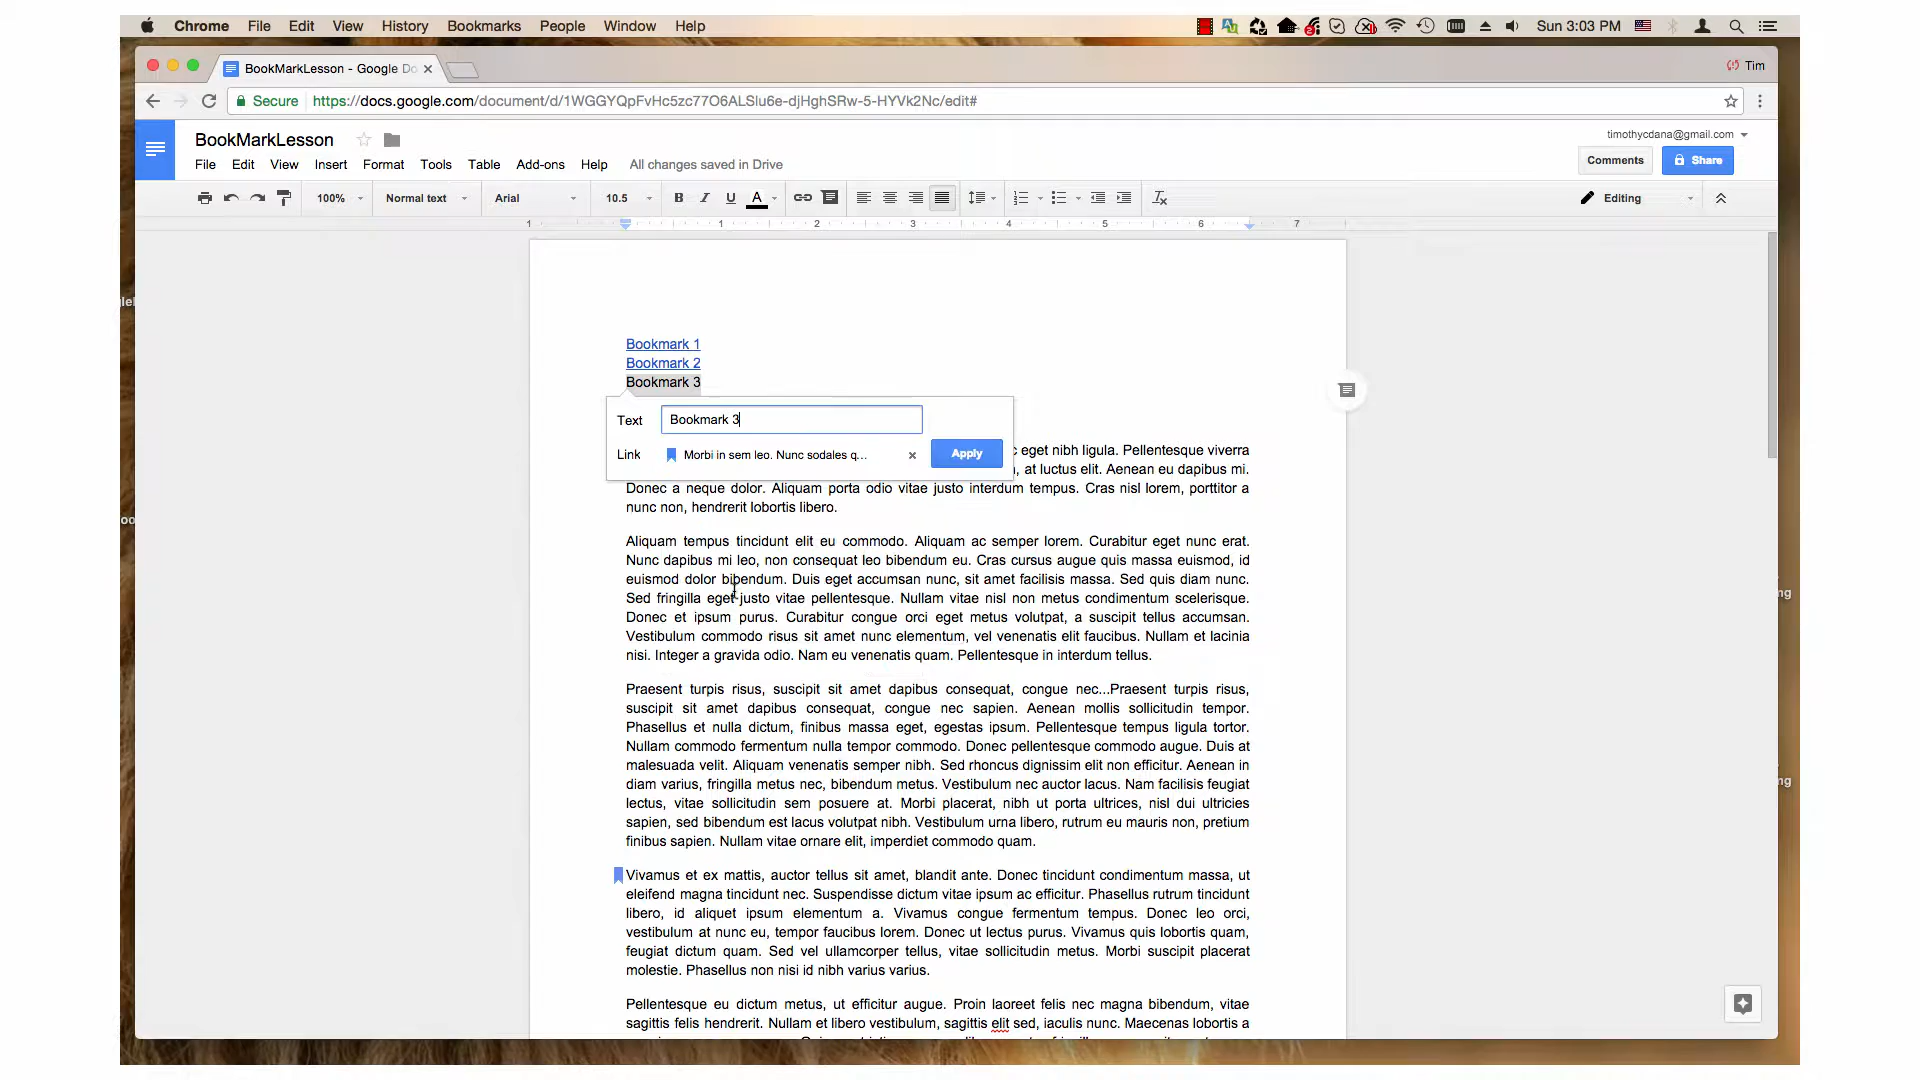 Chrome File Edit View History Bookmarks People Window Help Sun 3:03 PM
BookMarkLesson - Google Do Tim
Secure https://docs.google.com/document/d/1WGGYQpFvHc5zc77O6ALSlu6e-djHghSRw-5-HYVk2Nc/edit#
BookMarkLesson timothycdana@gmail.com
File Edit View Insert Format Tools Table Add-ons Help All changes saved in Drive Comments Share
100% Normal text Arial 10.5 B I U A Editing
1 1 2 3 4 5 6 7
Bookmark 1
Bookmark 2
Bookmark 3
Text Bookmark 3
Link Morbi in sem leo. Nunc sodales q... Apply
eget nibh ligula. Pellentesque viverra
, at luctus elit. Aenean eu dapibus mi.
Donec a neque dolor. Aliquam porta odio vitae justo interdum tempus. Cras nisl lorem, porttitor a
nunc non, hendrerit lobortis libero.
Aliquam tempus tincidunt elit eu commodo. Aliquam ac semper lorem. Curabitur eget nunc erat.
Nunc dapibus mi leo, non consequat leo bibendum eu. Cras cursus augue quis massa euismod, id
euismod dolor bibendum. Duis eget accumsan nunc, sit amet facilisis massa. Sed quis diam nunc.
Sed fringilla eget justo vitae pellentesque. Nullam vitae nisl non metus condimentum scelerisque.
Donec et ipsum purus. Curabitur congue orci eget metus volutpat, a suscipit tellus accumsan.
Vestibulum commodo risus sit amet nunc elementum, vel venenatis elit faucibus. Nullam et lacinia
nisi. Integer a gravida odio. Nam eu venenatis quam. Pellentesque in interdum tellus.
Praesent turpis risus, suscipit sit amet dapibus consequat, congue nec...Praesent turpis risus,
suscipit sit amet dapibus consequat, congue nec sapien. Aenean mollis sollicitudin tempor.
Phasellus et nulla dictum, finibus massa eget, egestas ipsum. Pellentesque tempus ligula tortor.
Nullam commodo fermentum nulla tempor commodo. Donec pellentesque commodo augue. Duis at
malesuada velit. Aliquam venenatis semper nibh. Sed rhoncus dignissim elit non efficitur. Aenean in
diam varius, fringilla metus nec, bibendum metus. Vestibulum nec auctor lacus. Nam facilisis feugiat
lectus, vitae sollicitudin sem posuere at. Morbi placerat, nibh ut porta ultrices, nisl dui ultricies
sapien, sed bibendum est lacus volutpat nibh. Vestibulum urna libero, rutrum eu mauris non, pretium
finibus sapien. Nullam vitae ornare elit, imperdiet commodo quam.
Vivamus et ex mattis, auctor tellus sit amet, blandit ante. Donec tincidunt condimentum massa, ut
eleifend magna tincidunt nec. Suspendisse dictum vitae ipsum ac efficitur. Phasellus rutrum tincidunt
libero, id aliquet ipsum elementum a. Vivamus congue fermentum tempus. Donec leo orci,
vestibulum at nunc eu, tempor faucibus lorem. Donec ut lectus purus. Vivamus quis lobortis quam,
feugiat dictum quam. Sed vel ullamcorper tellus, vitae sollicitudin metus. Morbi suscipit placerat
molestie. Phasellus non nisi id nibh varius varius.
Pellentesque eu dictum metus, ut efficitur augue. Proin laoreet felis nec magna bibendum, vitae
sagittis felis hendrerit. Nullam et libero vestibulum, sagittis elit sed, iaculis nunc. Maecenas lobortis a